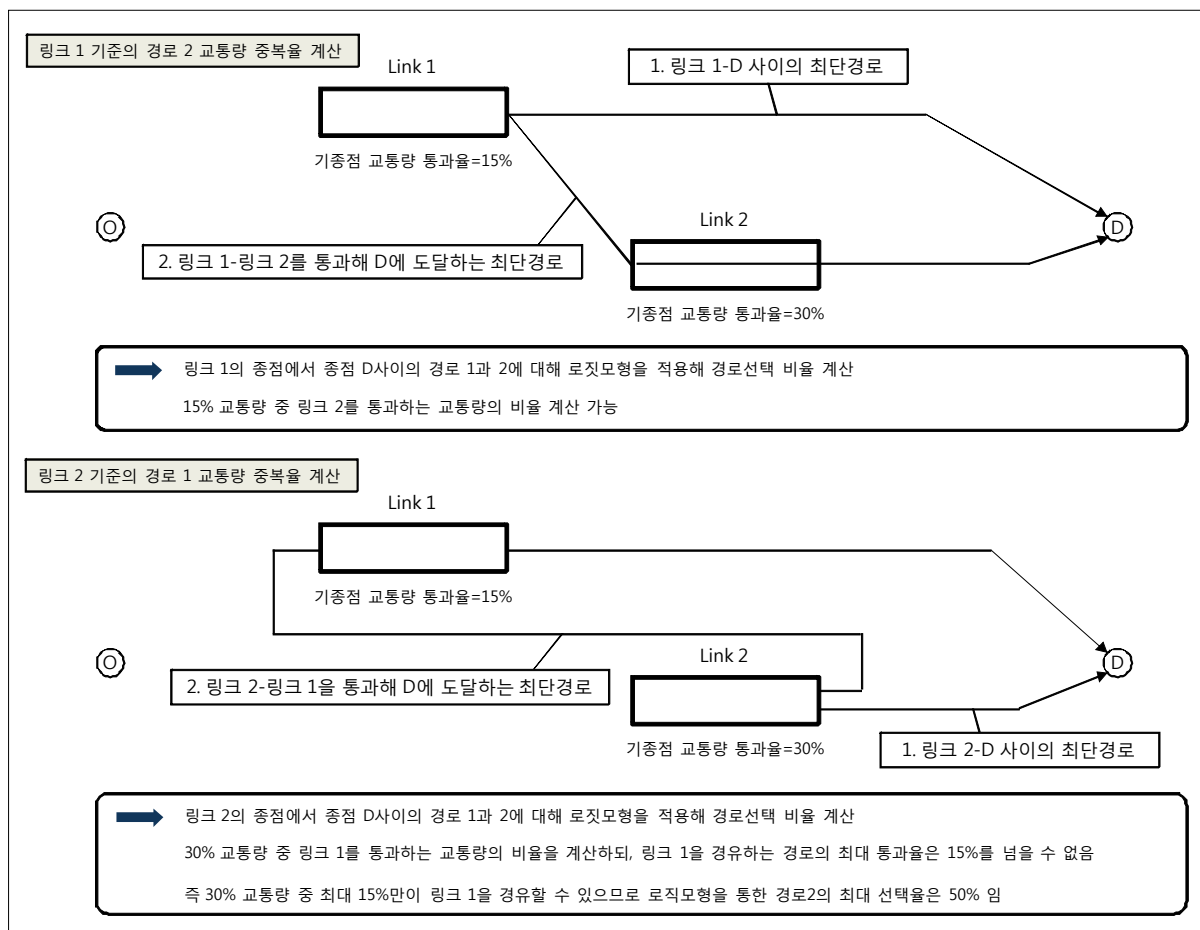 링크 1 기준의 경로 2 교통량 중복율 계산
Link 1
1. 링크 1-D 사이의 최단경로
기종점 교통량 통과율=15%
O
Link 2
D
2. 링크 1-링크 2를 통과해 D에 도달하는 최단경로
기종점 교통량 통과율=30%
링크 1의 종점에서 종점 D사이의 경로 1과 2에 대해 로짓모형을 적용해 경로선택 비율 계산
15% 교통량 중 링크 2를 통과하는 교통량의 비율 계산 가능
링크 2 기준의 경로 1 교통량 중복율 계산
Link 1
기종점 교통량 통과율=15%
O
Link 2
D
2. 링크 2-링크 1을 통과해 D에 도달하는 최단경로
기종점 교통량 통과율=30%
1. 링크 2-D 사이의 최단경로
링크 2의 종점에서 종점 D사이의 경로 1과 2에 대해 로짓모형을 적용해 경로선택 비율 계산
30% 교통량 중 링크 1를 통과하는 교통량의 비율을 계산하되, 링크 1을 경유하는 경로의 최대 통과율은 15%를 넘을 수 없음
즉 30% 교통량 중 최대 15%만이 링크 1을 경유할 수 있으므로 로직모형을 통한 경로2의 최대 선택율은 50% 임